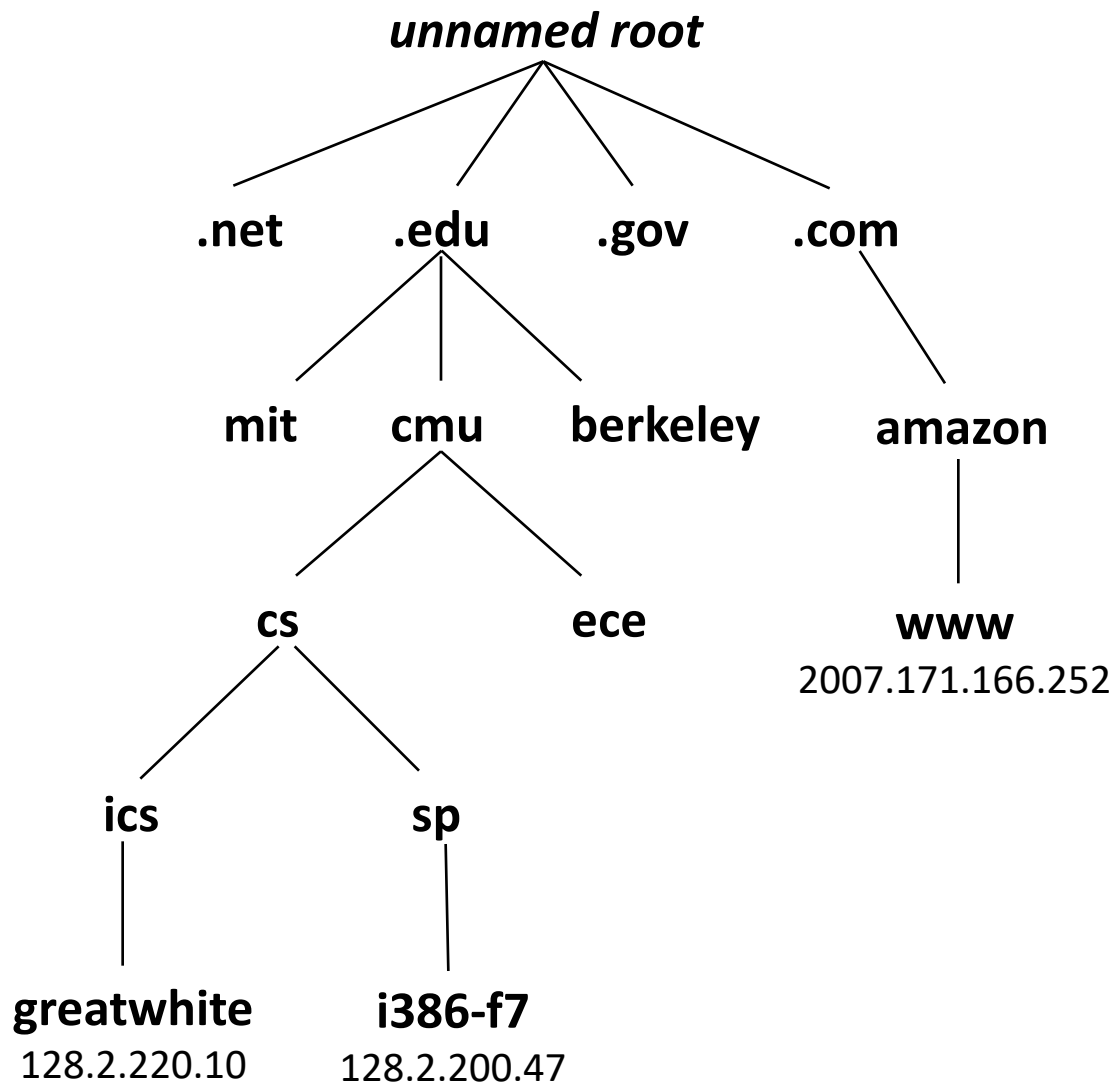 unnamed root
.net .edu .gov .com
mit cmu berkeley amazon
cs ece www
2007.171.166.252
ics sp
greatwhite i386-f7
128.2.220.10 128.2.200.47